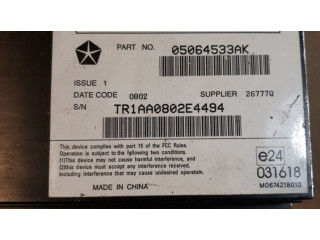 PART NO. 05064533AK
ISSUE 1
DATE CODE 0802 SUPPLIER 26777Q
S/N TR1AA0802E4494
This device complies with part 15 of the FCC Rules.
Operation is subject to the following two conditions:
(1)This device may not cause harmful interference, and
(2)this device must accept any interference received,
including interference that may cause undesired operation.
MADE IN CHINA
e24
031618
M0674218010